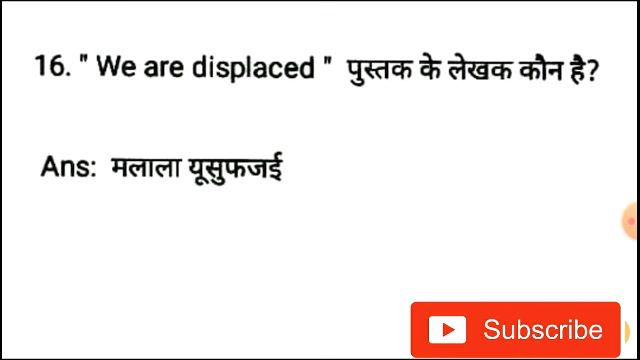 16. " We are displaced " पुस्तक के लेखक कौन है?
Ans: मलाला यूसुफजई
Subscribe